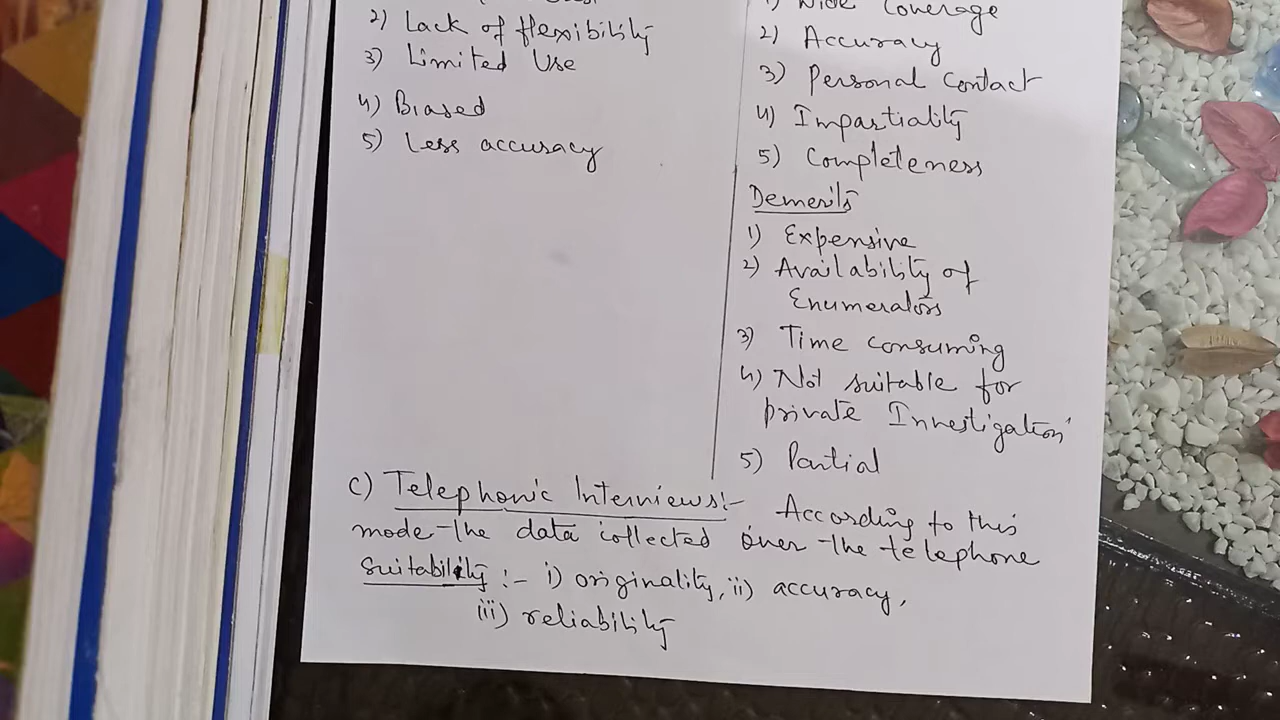 2) Lack of flexibility
3) Limited Use
4) Biased
5) Less accuracy
1) Wide Coverage
2) Accuracy
3) Personal Contact
4) Impartiality
5) Completeness
Demerits
1) Expensive
2) Availability of
Enumerators
3) Time consuming
4) Not suitable for
private Investigation
5) Partial
c) Telephonic Interviews:- According to this
mode the data collected over the telephone
Suitability :- i) originality, ii) accuracy,
iii) reliability